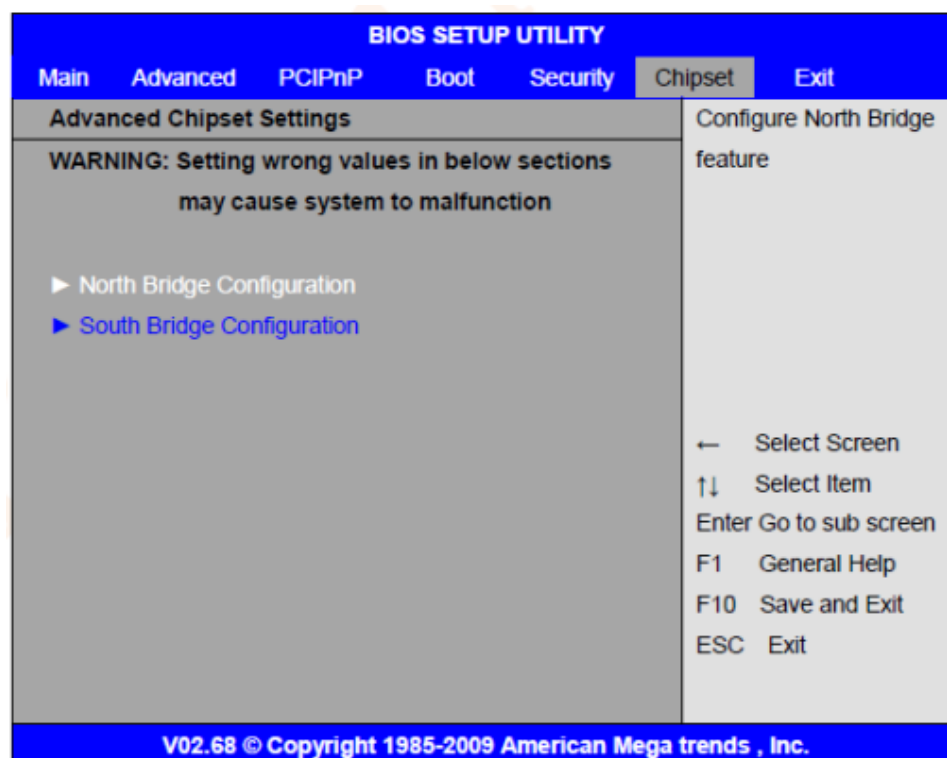 BIOS SETUP UTILITY
Main Advanced PCIPnP Boot Security Chipset Exit
Advanced Chipset Settings
WARNING: Setting wrong values in below sections
may cause system to malfunction
► North Bridge Configuration
► South Bridge Configuration
Configure North Bridge
feature
← Select Screen
↑↓ Select Item
Enter Go to sub screen
F1 General Help
F10 Save and Exit
ESC Exit
V02.68 © Copyright 1985-2009 American Mega trends , Inc.